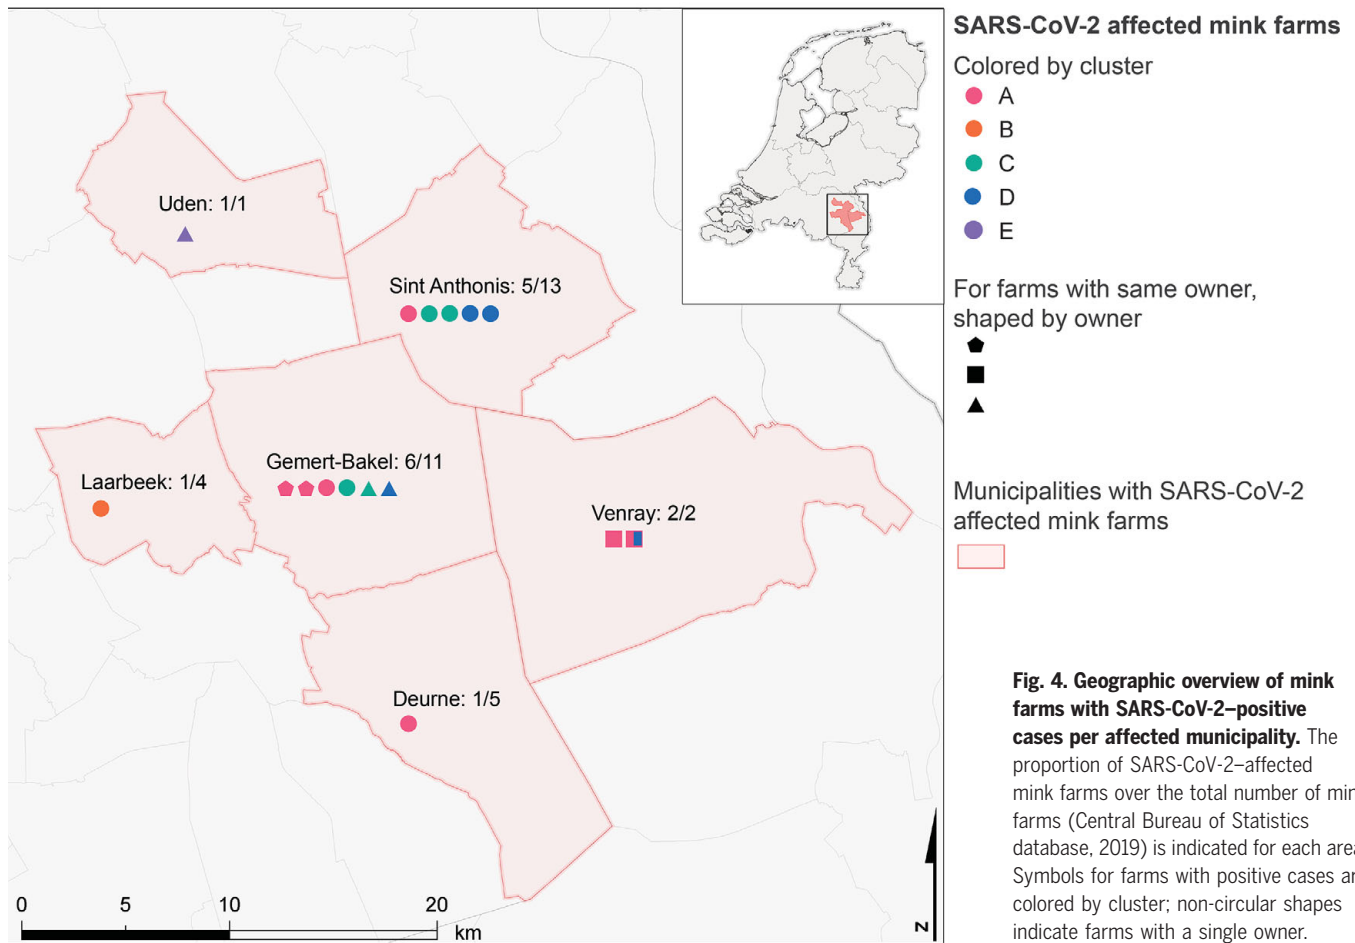 SARS-CoV-2 affected mink farms
Colored by cluster
A
B
C
D
E
For farms with same owner,
shaped by owner
Municipalities with SARS-CoV-2
affected mink farms
Uden: 1/1
Sint Anthonis: 5/13
Gemert-Bakel: 6/11
Laarbeek: 1/4
Venray: 2/2
Deurne: 1/5
0 5 10 20
km
N
Fig. 4. Geographic overview of mink
farms with SARS-CoV-2–positive
cases per affected municipality. The
proportion of SARS-CoV-2–affected
mink farms over the total number of min
farms (Central Bureau of Statistics
database, 2019) is indicated for each area
Symbols for farms with positive cases ar
colored by cluster; non-circular shapes
indicate farms with a single owner.